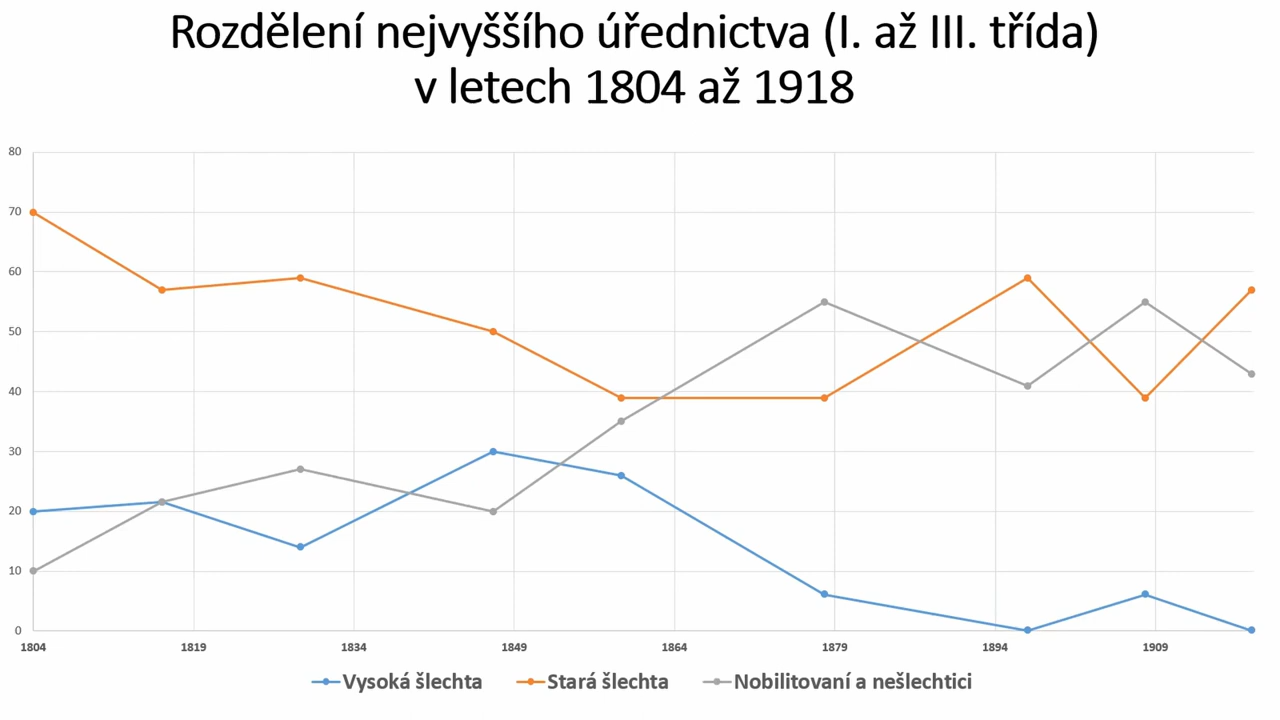 Rozdělení nejvyššího úřednictva (I. až III. třída)
v letech 1804 až 1918
80
70
60
50
40
30
20
10
0
1804 1819 1834 1849 1864 1879 1894 1909
Vysoká šlechta Stará šlechta Nobilitovaní a nešlechtici